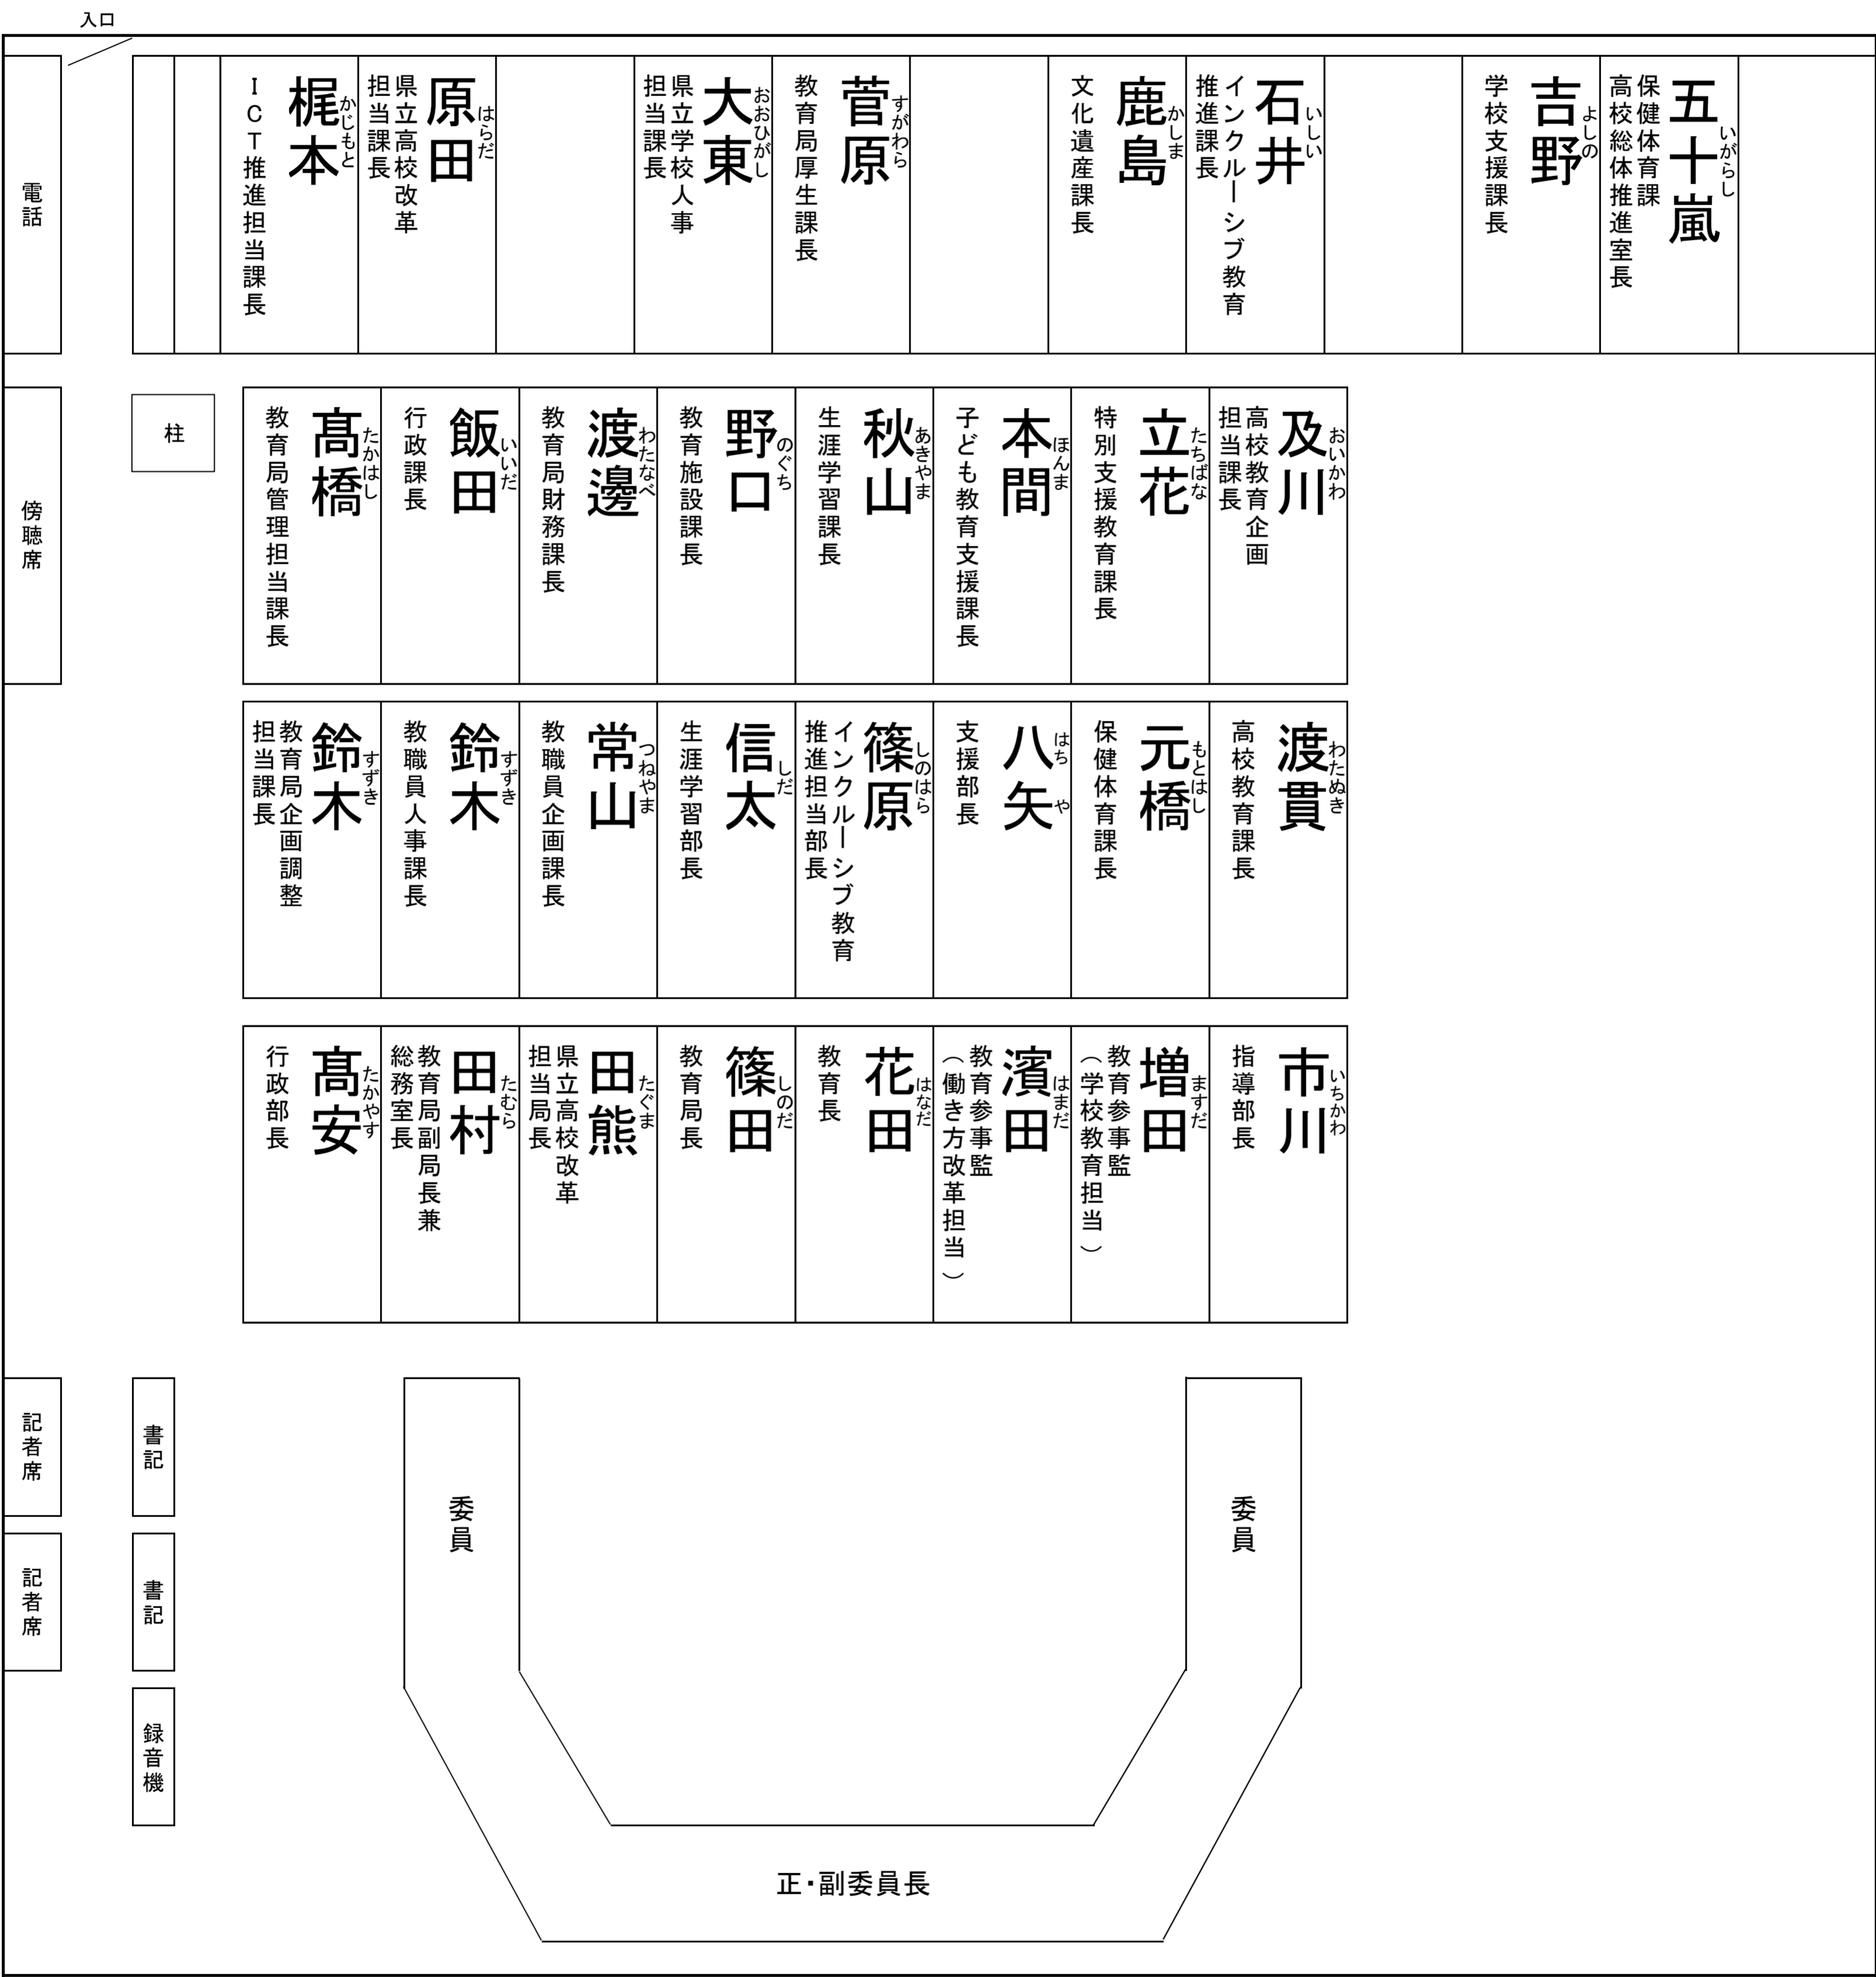 入口
電話
梶本
かじもと
ＩＣＴ推進担当課長
原田
はらだ
県立高校改革
担当課長
大東
おおひがし
県立学校人事
担当課長
菅原
すがわら
教育局厚生課長
鹿島
かしま
文化遺産課長
石井
いしい
インクルーシブ教育
推進課長
吉野
よしの
学校支援課長
五十嵐
いがらし
保健体育課
高校総体推進室長
傍聴席
柱
髙橋
たかはし
教育局管理担当課長
飯田
いいだ
行政課長
渡邊
わたなべ
教育局財務課長
野口
のぐち
教育施設課長
秋山
あきやま
生涯学習課長
本間
ほんま
子ども教育支援課長
立花
たちばな
特別支援教育課長
及川
おいかわ
高校教育企画
担当課長
鈴木
すずき
教育局企画調整
担当課長
鈴木
すずき
教職員人事課長
常山
つねやま
教職員企画課長
信太
しだ
生涯学習部長
篠原
しのはら
インクルーシブ教育
推進担当部長
八矢
はち　や
支援部長
元橋
もとはし
保健体育課長
渡貫
わたぬき
高校教育課長
髙安
たかやす
行政部長
田村
たむら
教育局副局長兼
総務室長
田熊
たぐま
県立高校改革
担当局長
篠田
しのだ
教育局長
花田
はなだ
教育長
濱田
はまだ
教育参事監
（働き方改革担当）
増田
ますだ
教育参事監
（学校教育担当）
市川
いちかわ
指導部長
記者席
書記
委員
委員
記者席
書記
録音機
正・副委員長